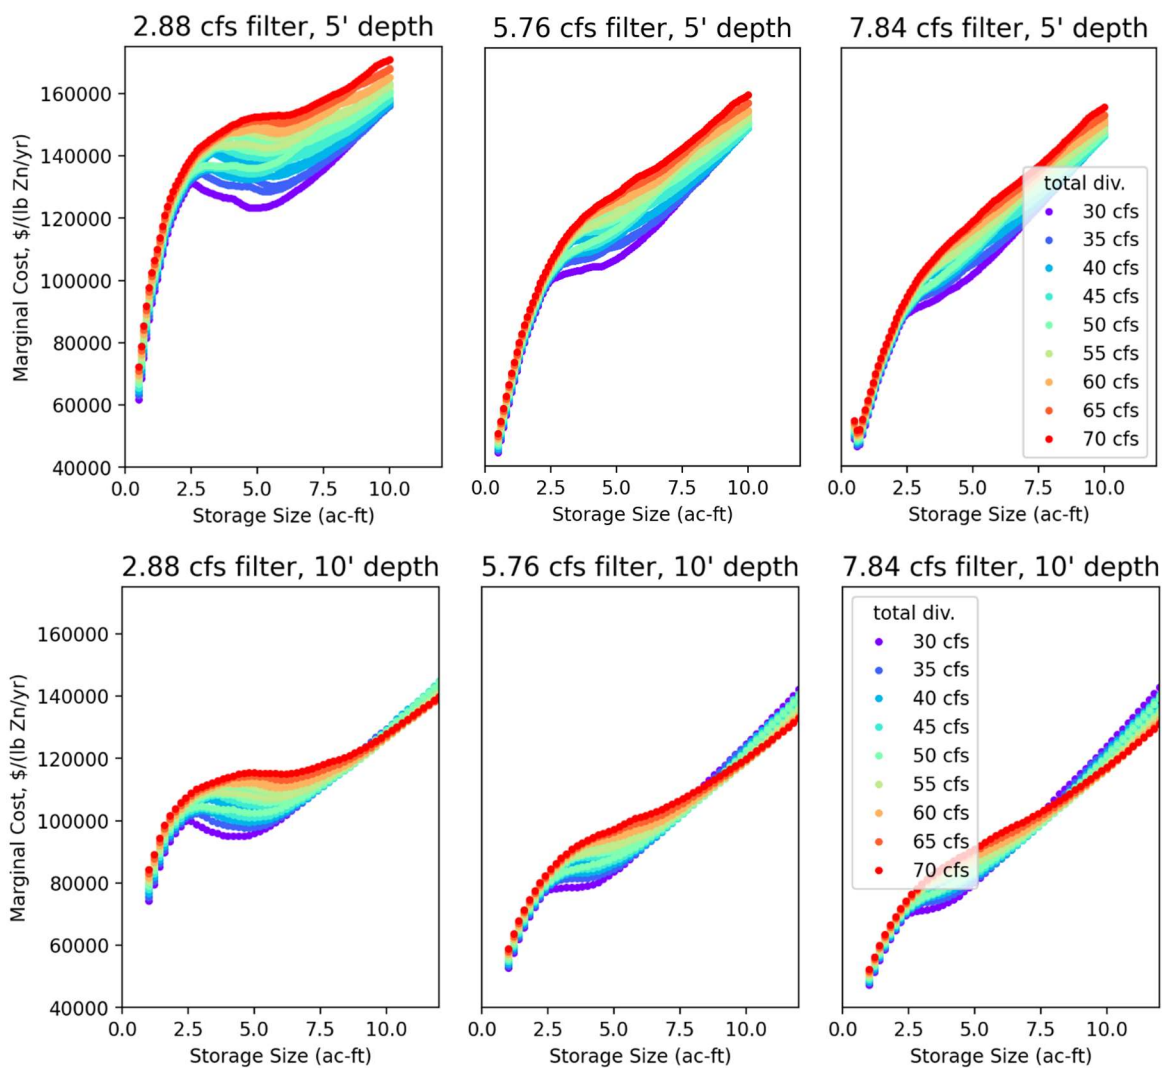 2.88 cfs filter, 5' depth
5.76 cfs filter, 5' depth
7.84 cfs filter, 5' depth
Marginal Cost, $/(lb Zn/yr)
160000
140000
120000
100000
80000
60000
40000
0.0 2.5 5.0 7.5 10.0
Storage Size (ac-ft)
0.0 2.5 5.0 7.5 10.0
Storage Size (ac-ft)
total div.
30 cfs
35 cfs
40 cfs
45 cfs
50 cfs
55 cfs
60 cfs
65 cfs
70 cfs
0.0 2.5 5.0 7.5 10.0
Storage Size (ac-ft)
2.88 cfs filter, 10' depth
5.76 cfs filter, 10' depth
7.84 cfs filter, 10' depth
Marginal Cost, $/(lb Zn/yr)
160000
140000
120000
100000
80000
60000
40000
0.0 2.5 5.0 7.5 10.0
Storage Size (ac-ft)
0.0 2.5 5.0 7.5 10.0
Storage Size (ac-ft)
total div.
30 cfs
35 cfs
40 cfs
45 cfs
50 cfs
55 cfs
60 cfs
65 cfs
70 cfs
0.0 2.5 5.0 7.5 10.0
Storage Size (ac-ft)